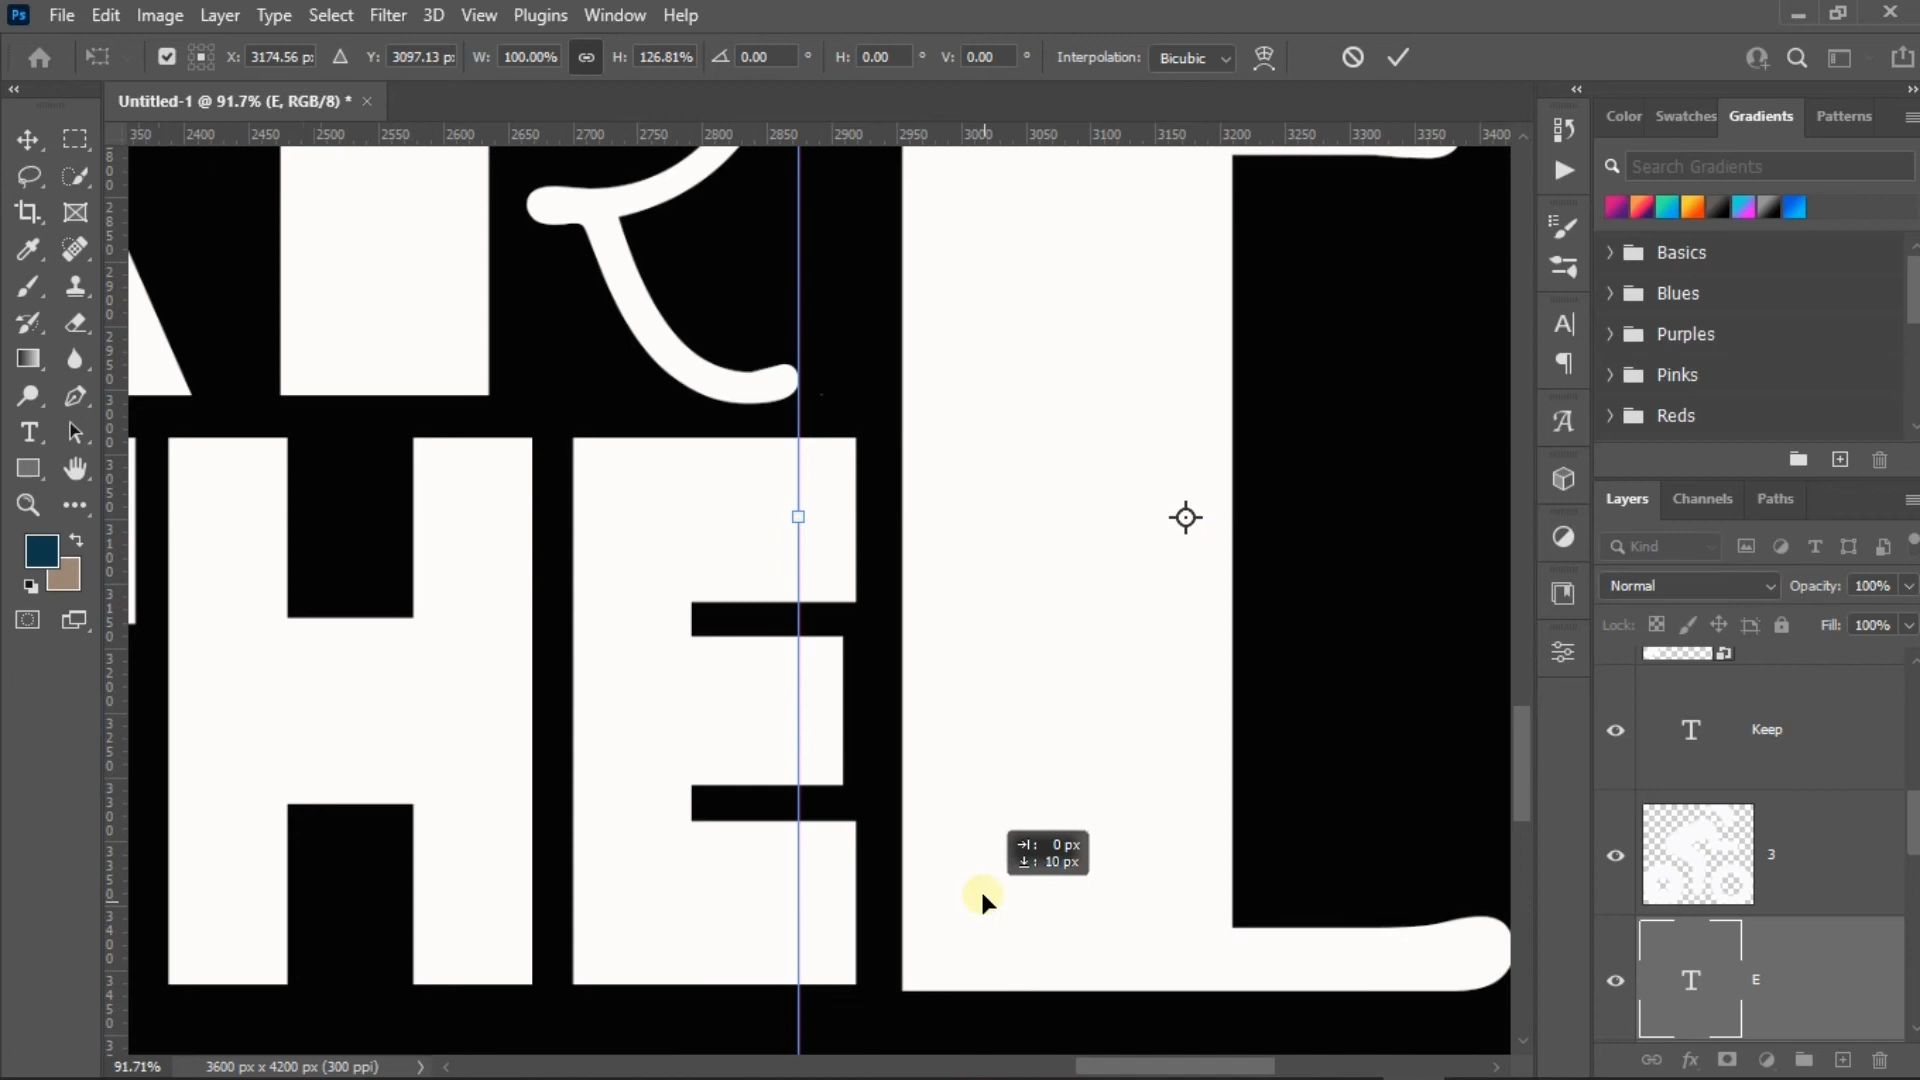 Ps File Edit Image Layer Type Select Filter 3D View Plugins Window Help
X: 3174.56 p: Y: 3097.13 p: W: 100.00% H: 126.81% 0.00 ° H: 0.00 ° V: 0.00 ° Interpolation: Bicubic
Untitled-1 @ 91.7% (E, RGB/8) * ×
350 2400 2450 2500 2550 2600 2650 2700 2750 2800 2850 2900 2950 3000 3050 3100 3150 3200 3250 3300 3350 3400
Color Swatches Gradients Patterns
Search Gradients
Basics
Blues
Purples
Pinks
Reds
HE
0 px
10 px
Layers Channels Paths
Kind
Normal Opacity: 100%
Lock: Fill: 100%
T Keep
3
T E
91.71% 3600 px x 4200 px (300 ppi)